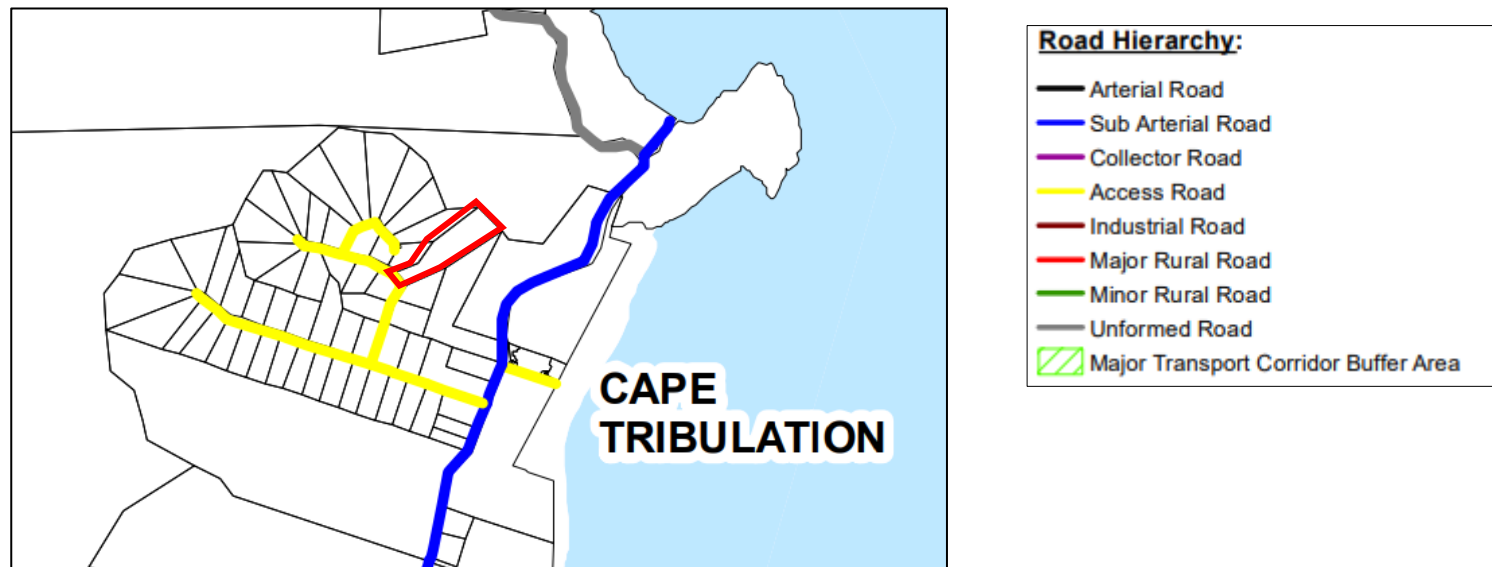 CAPE
TRIBULATION
Road Hierarchy:
Arterial Road
Sub Arterial Road
Collector Road
Access Road
Industrial Road
Major Rural Road
Minor Rural Road
Unformed Road
Major Transport Corridor Buffer Area